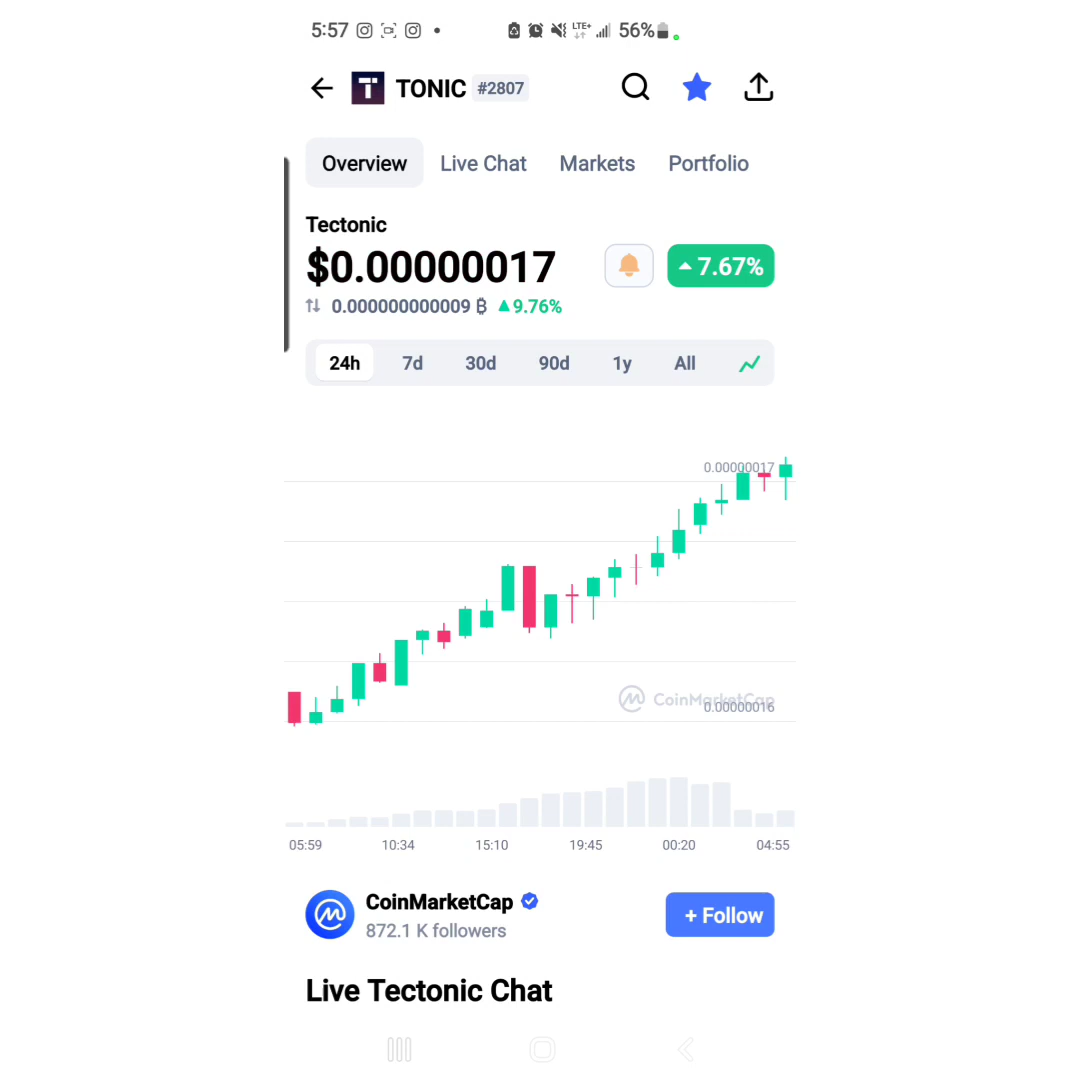 5:57 LTE+ 56%
TONIC #2807
Overview Live Chat Markets Portfolio
Tectonic
$0.00000017 7.67%
0.000000000009 ₿ 9.76%
24h 7d 30d 90d 1y All
0.00000017
CoinMarketCap
0.00000016
05:59 10:34 15:10 19:45 00:20 04:55
CoinMarketCap
+ Follow
872.1 K followers
Live Tectonic Chat